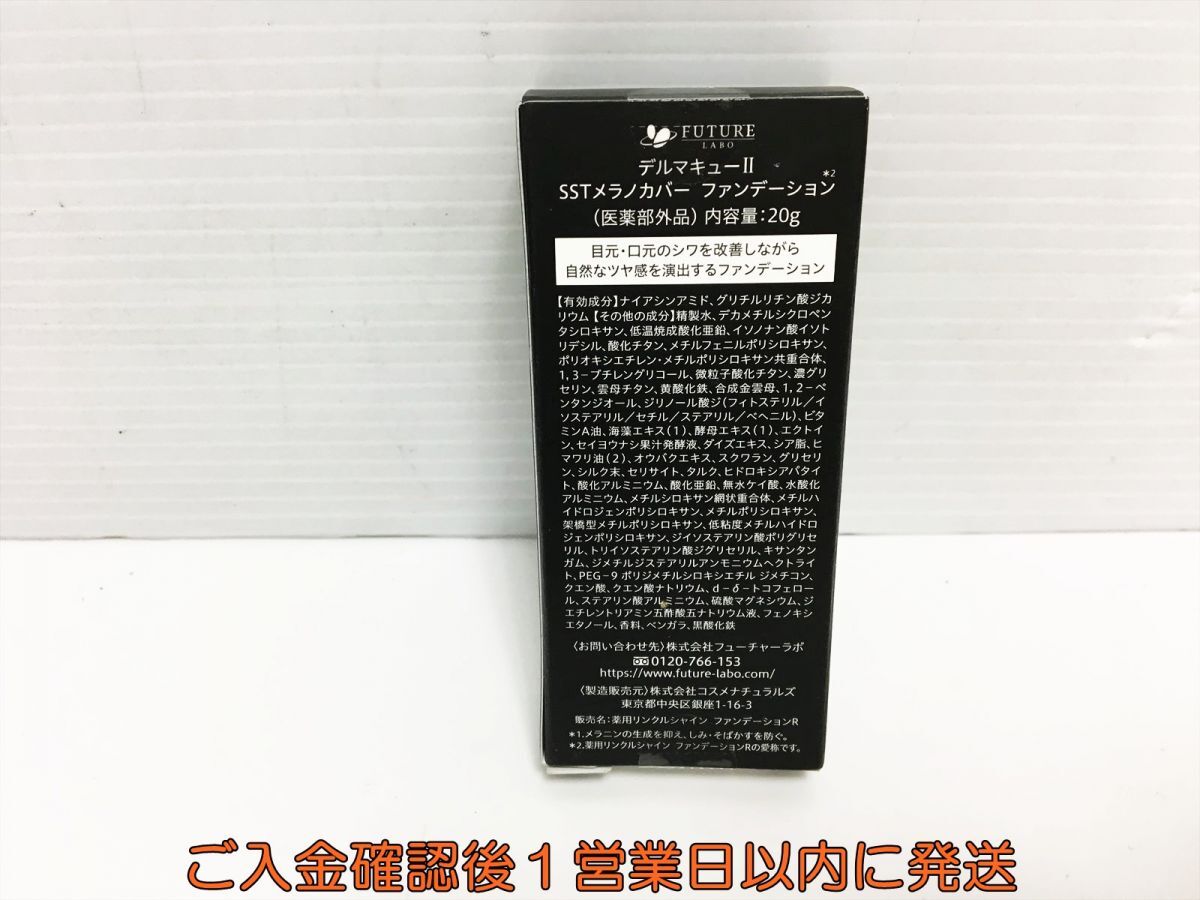 FUTURE
LABO
デルマキューII
SSTメラノカバー ファンデーション*2
(医薬部外品) 内容量:20g
目元・口元のシワを改善しながら
自然なツヤ感を演出するファンデーション
【有効成分】ナイアシンアミド、グリチルリチン酸ジカ
リウム【その他の成分】精製水、デカメチルシクロペン
タシロキサン、低温焼成酸化亜鉛、イソノナン酸イソト
リデシル、酸化チタン、メチルフェニルポリシロキサン、
ポリオキシエチレン・メチルポリシロキサン共重合体、
1,3-ブチレングリコール、微粒子酸化チタン、濃グリ
セリン、雲母チタン、黄酸化鉄、合成金雲母、1,2-ペ
ンタンジオール、ジリノール酸ジ(フィトステリル/イ
ソステアリル/セチル/ステアリル/ベヘニル)、ビタ
ミンA油、海藻エキス(1)、酵母エキス(1)、エクトイ
ン、セイヨウナシ果汁発酵液、ダイズエキス、シア脂、ヒ
マワリ油(2)、オウバクエキス、スクワラン、グリセリ
ン、シルク末、セリサイト、タルク、ヒドロキシアパタイ
ト、酸化アルミニウム、酸化亜鉛、無水ケイ酸、水酸化
アルミニウム、メチルシロキサン網状重合体、メチルハ
イドロジェンポリシロキサン、メチルポリシロキサン、
架橋型メチルポリシロキサン、低粘度メチルハイドロ
ジェンポリシロキサン、ジイソステアリン酸ポリグリセ
リル、トリイソステアリン酸ジグリセリル、キサンタン
ガム、ジメチルジステアリルアンモニウムヘクトライ
ト、PEG-9 ポリジメチルシロキシエチル ジメチコン、
クエン酸、クエン酸ナトリウム、d-δ-トコフェロー
ル、ステアリン酸アルミニウム、硫酸マグネシウム、ジ
エチレントリアミン五酢酸五ナトリウム液、フェノキシ
エタノール、香料、ベンガラ、黒酸化鉄
〈お問い合わせ先〉株式会社フューチャーラボ
0120-766-153
https://www.future-labo.com/
〈製造販売元〉株式会社コスメナチュラルズ
東京都中央区銀座1-16-3
販売名:薬用リンクルシャイン ファンデーションR
*1.メラニンの生成を抑え、しみ・そばかすを防ぐ。
*2.薬用リンクルシャイン ファンデーションRの愛称です。
ご入金確認後1営業日以内に発送